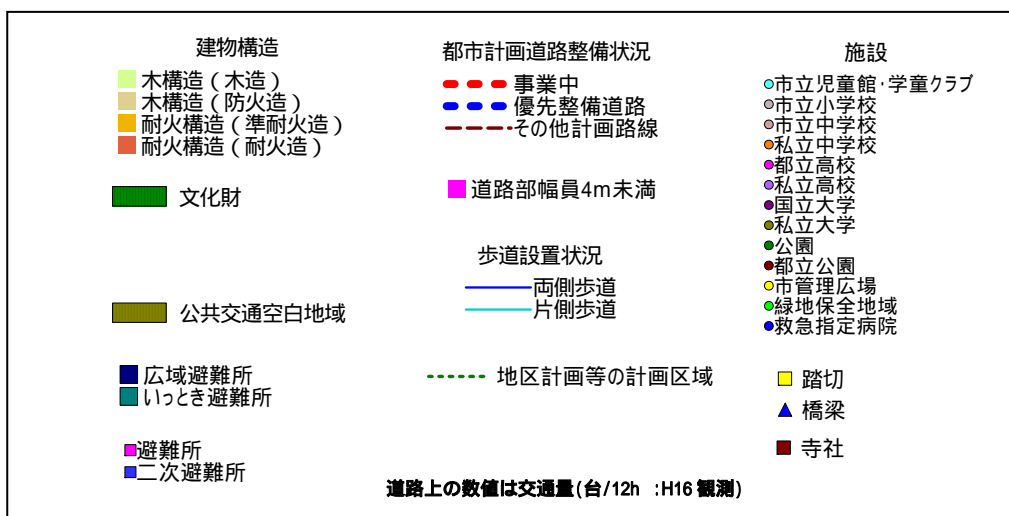 建物構造
木構造（木造）
木構造（防火造）
耐火構造（準耐火造）
耐火構造（耐火造）
文化財
公共交通空白地域
広域避難所
いっとき避難所
避難所
二次避難所
都市計画道路整備状況
事業中
優先整備道路
その他計画路線
道路部幅員4m未満
歩道設置状況
両側歩道
片側歩道
地区計画等の計画区域
施設
市立児童館･学童クラブ
市立小学校
市立中学校
私立中学校
都立高校
私立高校
国立大学
私立大学
公園
都立公園
市管理広場
緑地保全地域
救急指定病院
踏切
橋梁
寺社
道路上の数値は交通量(台/12h :H16 観測)